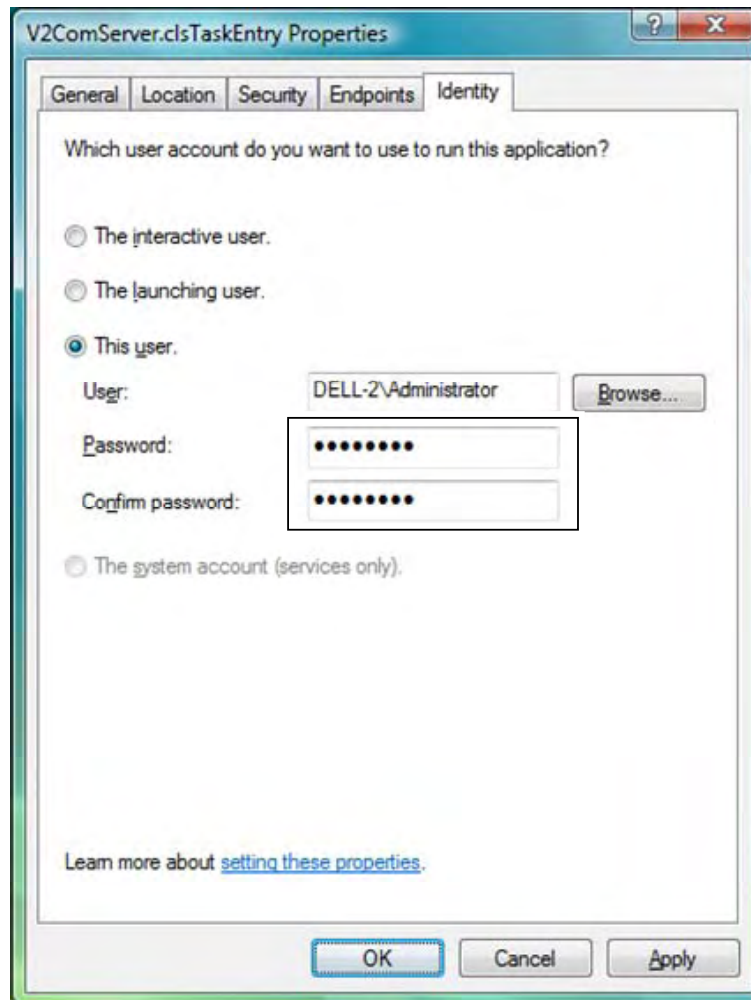 V2ComServer.clsTaskEntry Properties
General Location Security Endpoints Identity
Which user account do you want to use to run this application?
The interactive user.
The launching user.
This user.
User: DELL-2\Administrator Browse...
Password: ●●●●●●●●
Confirm password: ●●●●●●●●
The system account (services only).
Learn more about setting these properties.
OK Cancel Apply